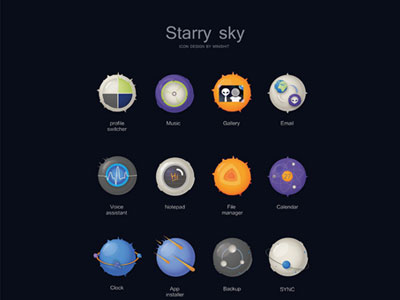 Starry sky
ICON DESIGN BY WNIGHT
profile
switcher
Music
Gallery
Email
Voice
assistant
Notepad
File
manager
Calendar
Clock
App
installer
Backup
SYNC